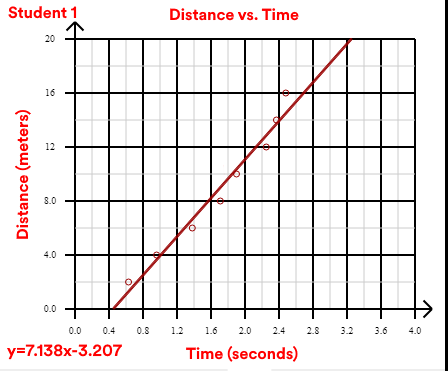 Student 1
Distance vs. Time
20
16
12
8.0
4.0
0.0
Distance (meters)
0.0 0.4 0.8 1.2 1.6 2.0 2.4 2.8 3.2 3.6 4.0
y=7.138x-3.207
Time (seconds)